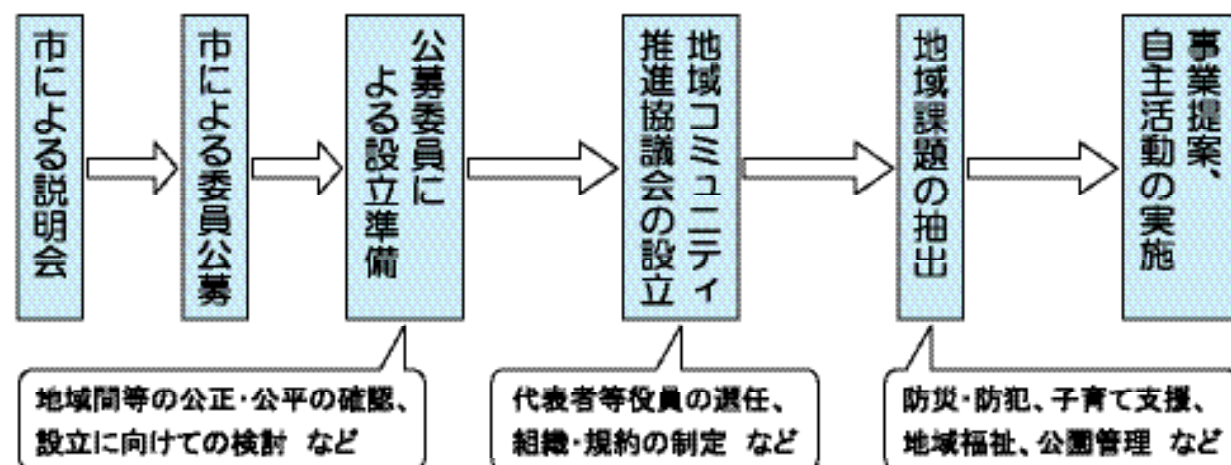 市による説明会
市による委員公募
公募委員に
よる設立準備
地域コミュニティ
推進協議会の設立
地域課題の抽出
事業提案、
自主活動の実施
地域間等の公正・公平の確認、
設立に向けての検討 など
代表者等役員の選任、
組織・規約の制定 など
防災・防犯、子育て支援、
地域福祉、公園管理 など